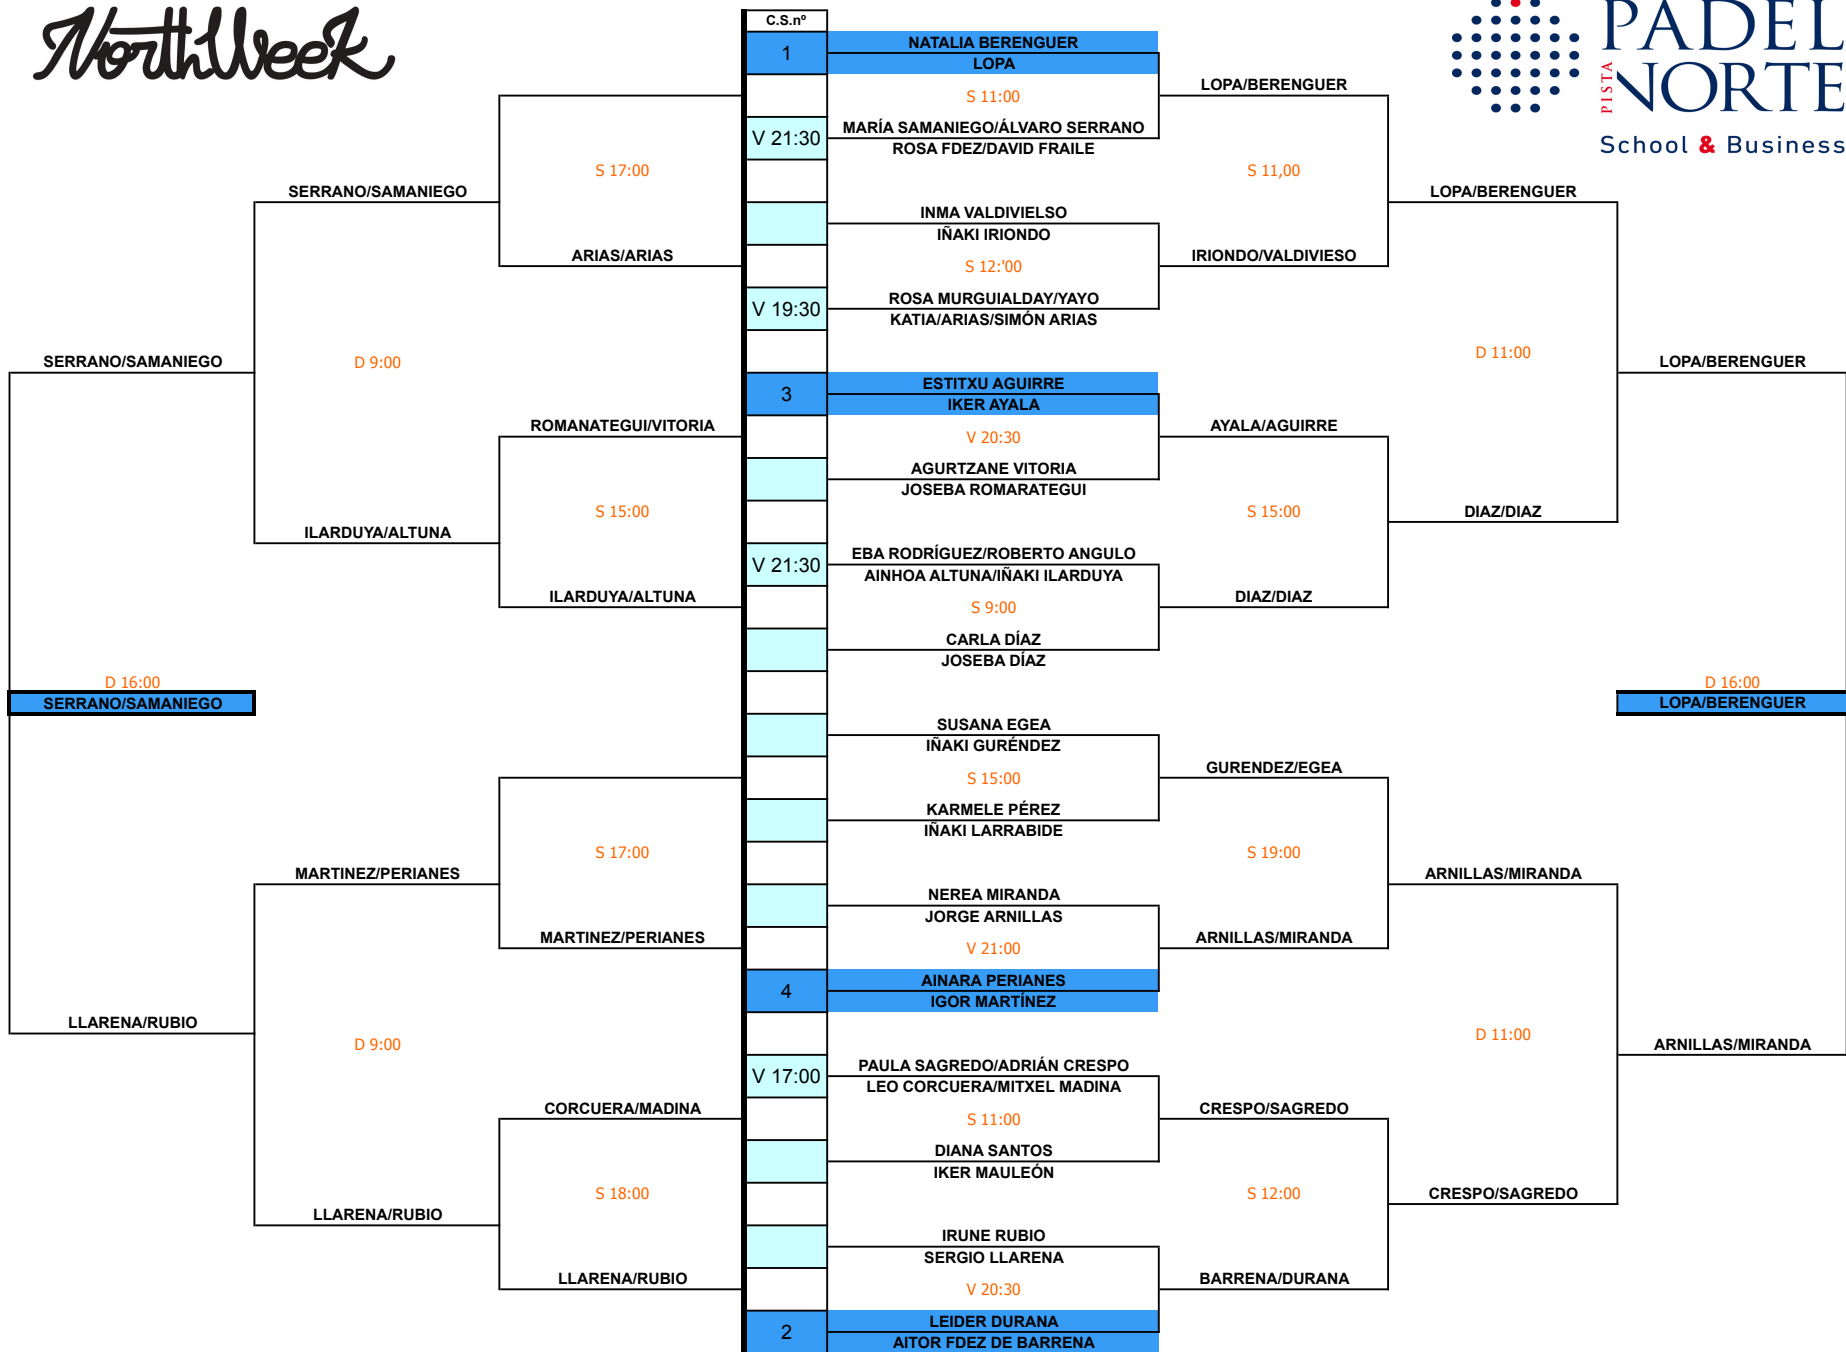 NorthWeek
PADEL
PISTA
NORTE
School & Business
C.S.nº
1
NATALIA BERENGUER
LOPA
S 11:00
LOPA/BERENGUER
V 21:30
MARÍA SAMANIEGO/ÁLVARO SERRANO
ROSA FDEZ/DAVID FRAILE
S 17:00
S 11,00
SERRANO/SAMANIEGO
LOPA/BERENGUER
INMA VALDIVIELSO
IÑAKI IRIONDO
ARIAS/ARIAS
S 12:'00
IRIONDO/VALDIVIESO
V 19:30
ROSA MURGUIALDAY/YAYO
KATIA/ARIAS/SIMÓN ARIAS
SERRANO/SAMANIEGO
D 9:00
D 11:00
LOPA/BERENGUER
3
ESTITXU AGUIRRE
IKER AYALA
ROMANATEGUI/VITORIA
V 20:30
AYALA/AGUIRRE
AGURTZANE VITORIA
JOSEBA ROMARATEGUI
S 15:00
S 15:00
DIAZ/DIAZ
ILARDUYA/ALTUNA
V 21:30
EBA RODRÍGUEZ/ROBERTO ANGULO
AINHOA ALTUNA/IÑAKI ILARDUYA
ILARDUYA/ALTUNA
S 9:00
DIAZ/DIAZ
CARLA DÍAZ
JOSEBA DÍAZ
D 16:00
SERRANO/SAMANIEGO
D 16:00
LOPA/BERENGUER
SUSANA EGEA
IÑAKI GURÉNDEZ
S 15:00
GURENDEZ/EGEA
KARMELE PÉREZ
IÑAKI LARRABIDE
S 17:00
S 19:00
MARTINEZ/PERIANES
ARNILLAS/MIRANDA
NEREA MIRANDA
JORGE ARNILLAS
MARTINEZ/PERIANES
V 21:00
ARNILLAS/MIRANDA
4
AINARA PERIANES
IGOR MARTÍNEZ
LLARENA/RUBIO
D 9:00
D 11:00
ARNILLAS/MIRANDA
V 17:00
PAULA SAGREDO/ADRIÁN CRESPO
LEO CORCUERA/MITXEL MADINA
CORCUERA/MADINA
S 11:00
CRESPO/SAGREDO
DIANA SANTOS
IKER MAULEÓN
S 18:00
S 12:00
CRESPO/SAGREDO
LLARENA/RUBIO
IRUNE RUBIO
SERGIO LLARENA
LLARENA/RUBIO
V 20:30
BARRENA/DURANA
2
LEIDER DURANA
AITOR FDEZ DE BARRENA